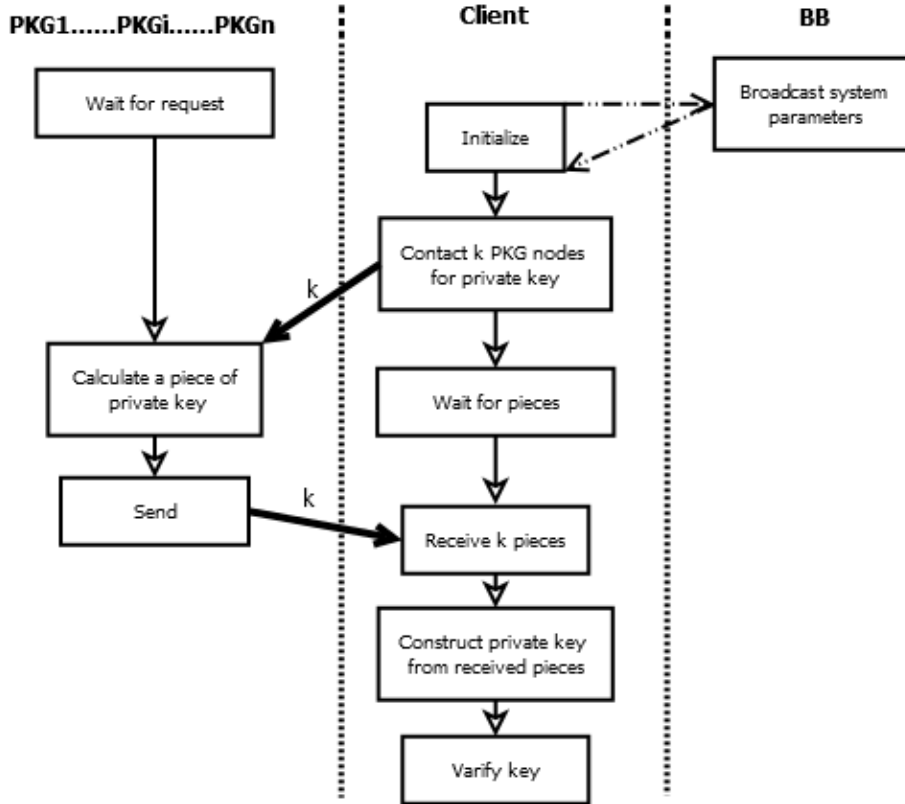 PKG1......PKGi......PKGn
Client
BB
Wait for request
Initialize
Broadcast system
parameters
Contact k PKG nodes
for private key
k
Calculate a piece of
private key
Wait for pieces
Send
k
Receive k pieces
Construct private key
from received pieces
Varify key